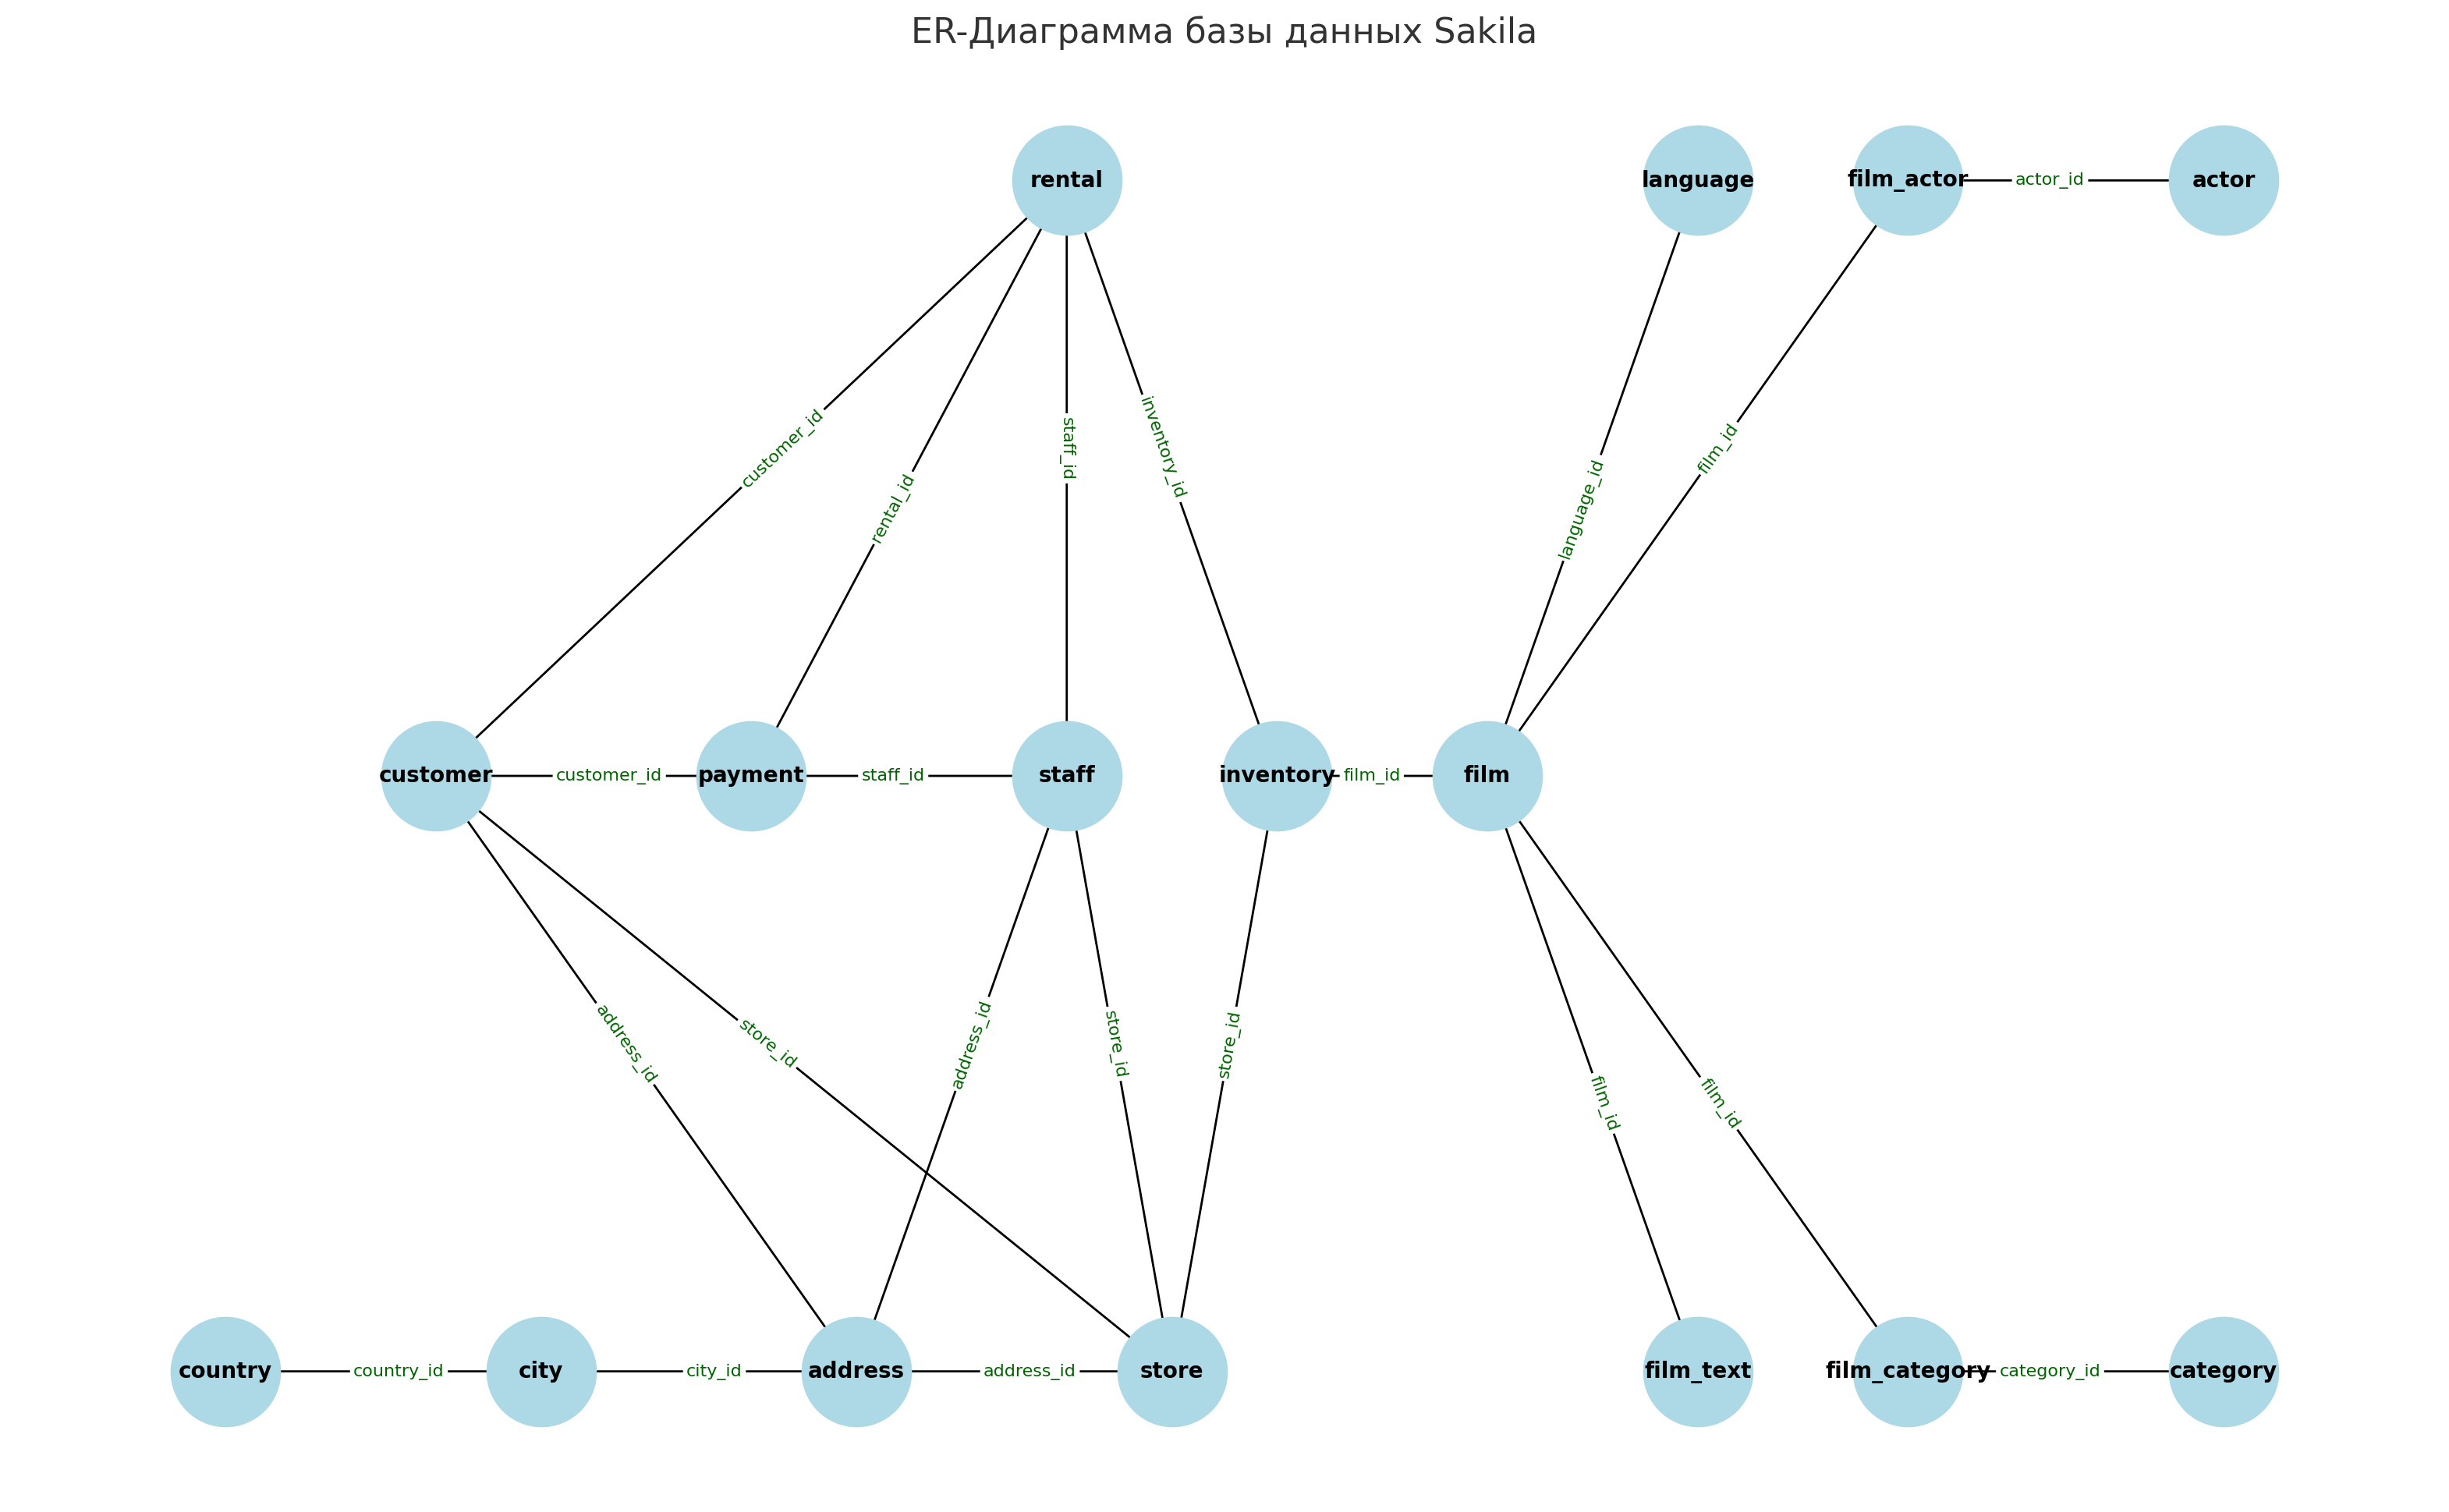 ER-Диаграмма базы данных Sakila
rental
language
film_actor
actor_id
actor
customer_id
rental_id
staff_id
inventory_id
language_id
film_id
customer
customer_id
payment
staff_id
staff
inventory
film_id
film
address_id
store_id
address_id
store_id
store_id
film_id
film_id
country
country_id
city
city_id
address
address_id
store
film_text
film_category
category_id
category